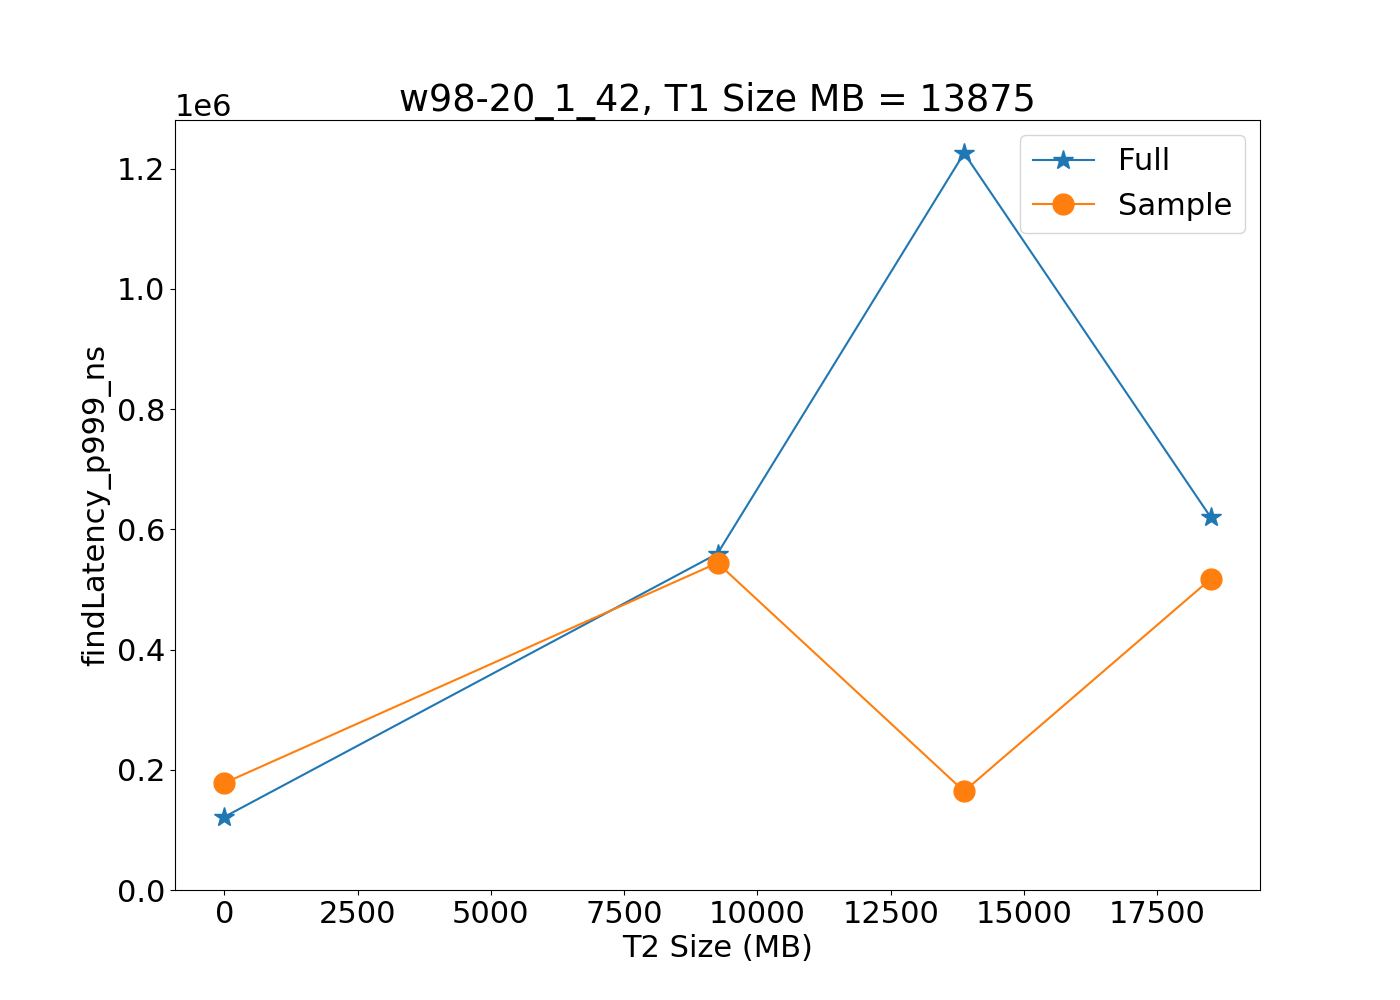 w98-20_1_42, T1 Size MB = 13875
1e6
Full
Sample
1.2
1.0
0.8
0.6
0.4
0.2
0.0
findLatency_p999_ns
0 2500 5000 7500 10000 12500 15000 17500
T2 Size (MB)